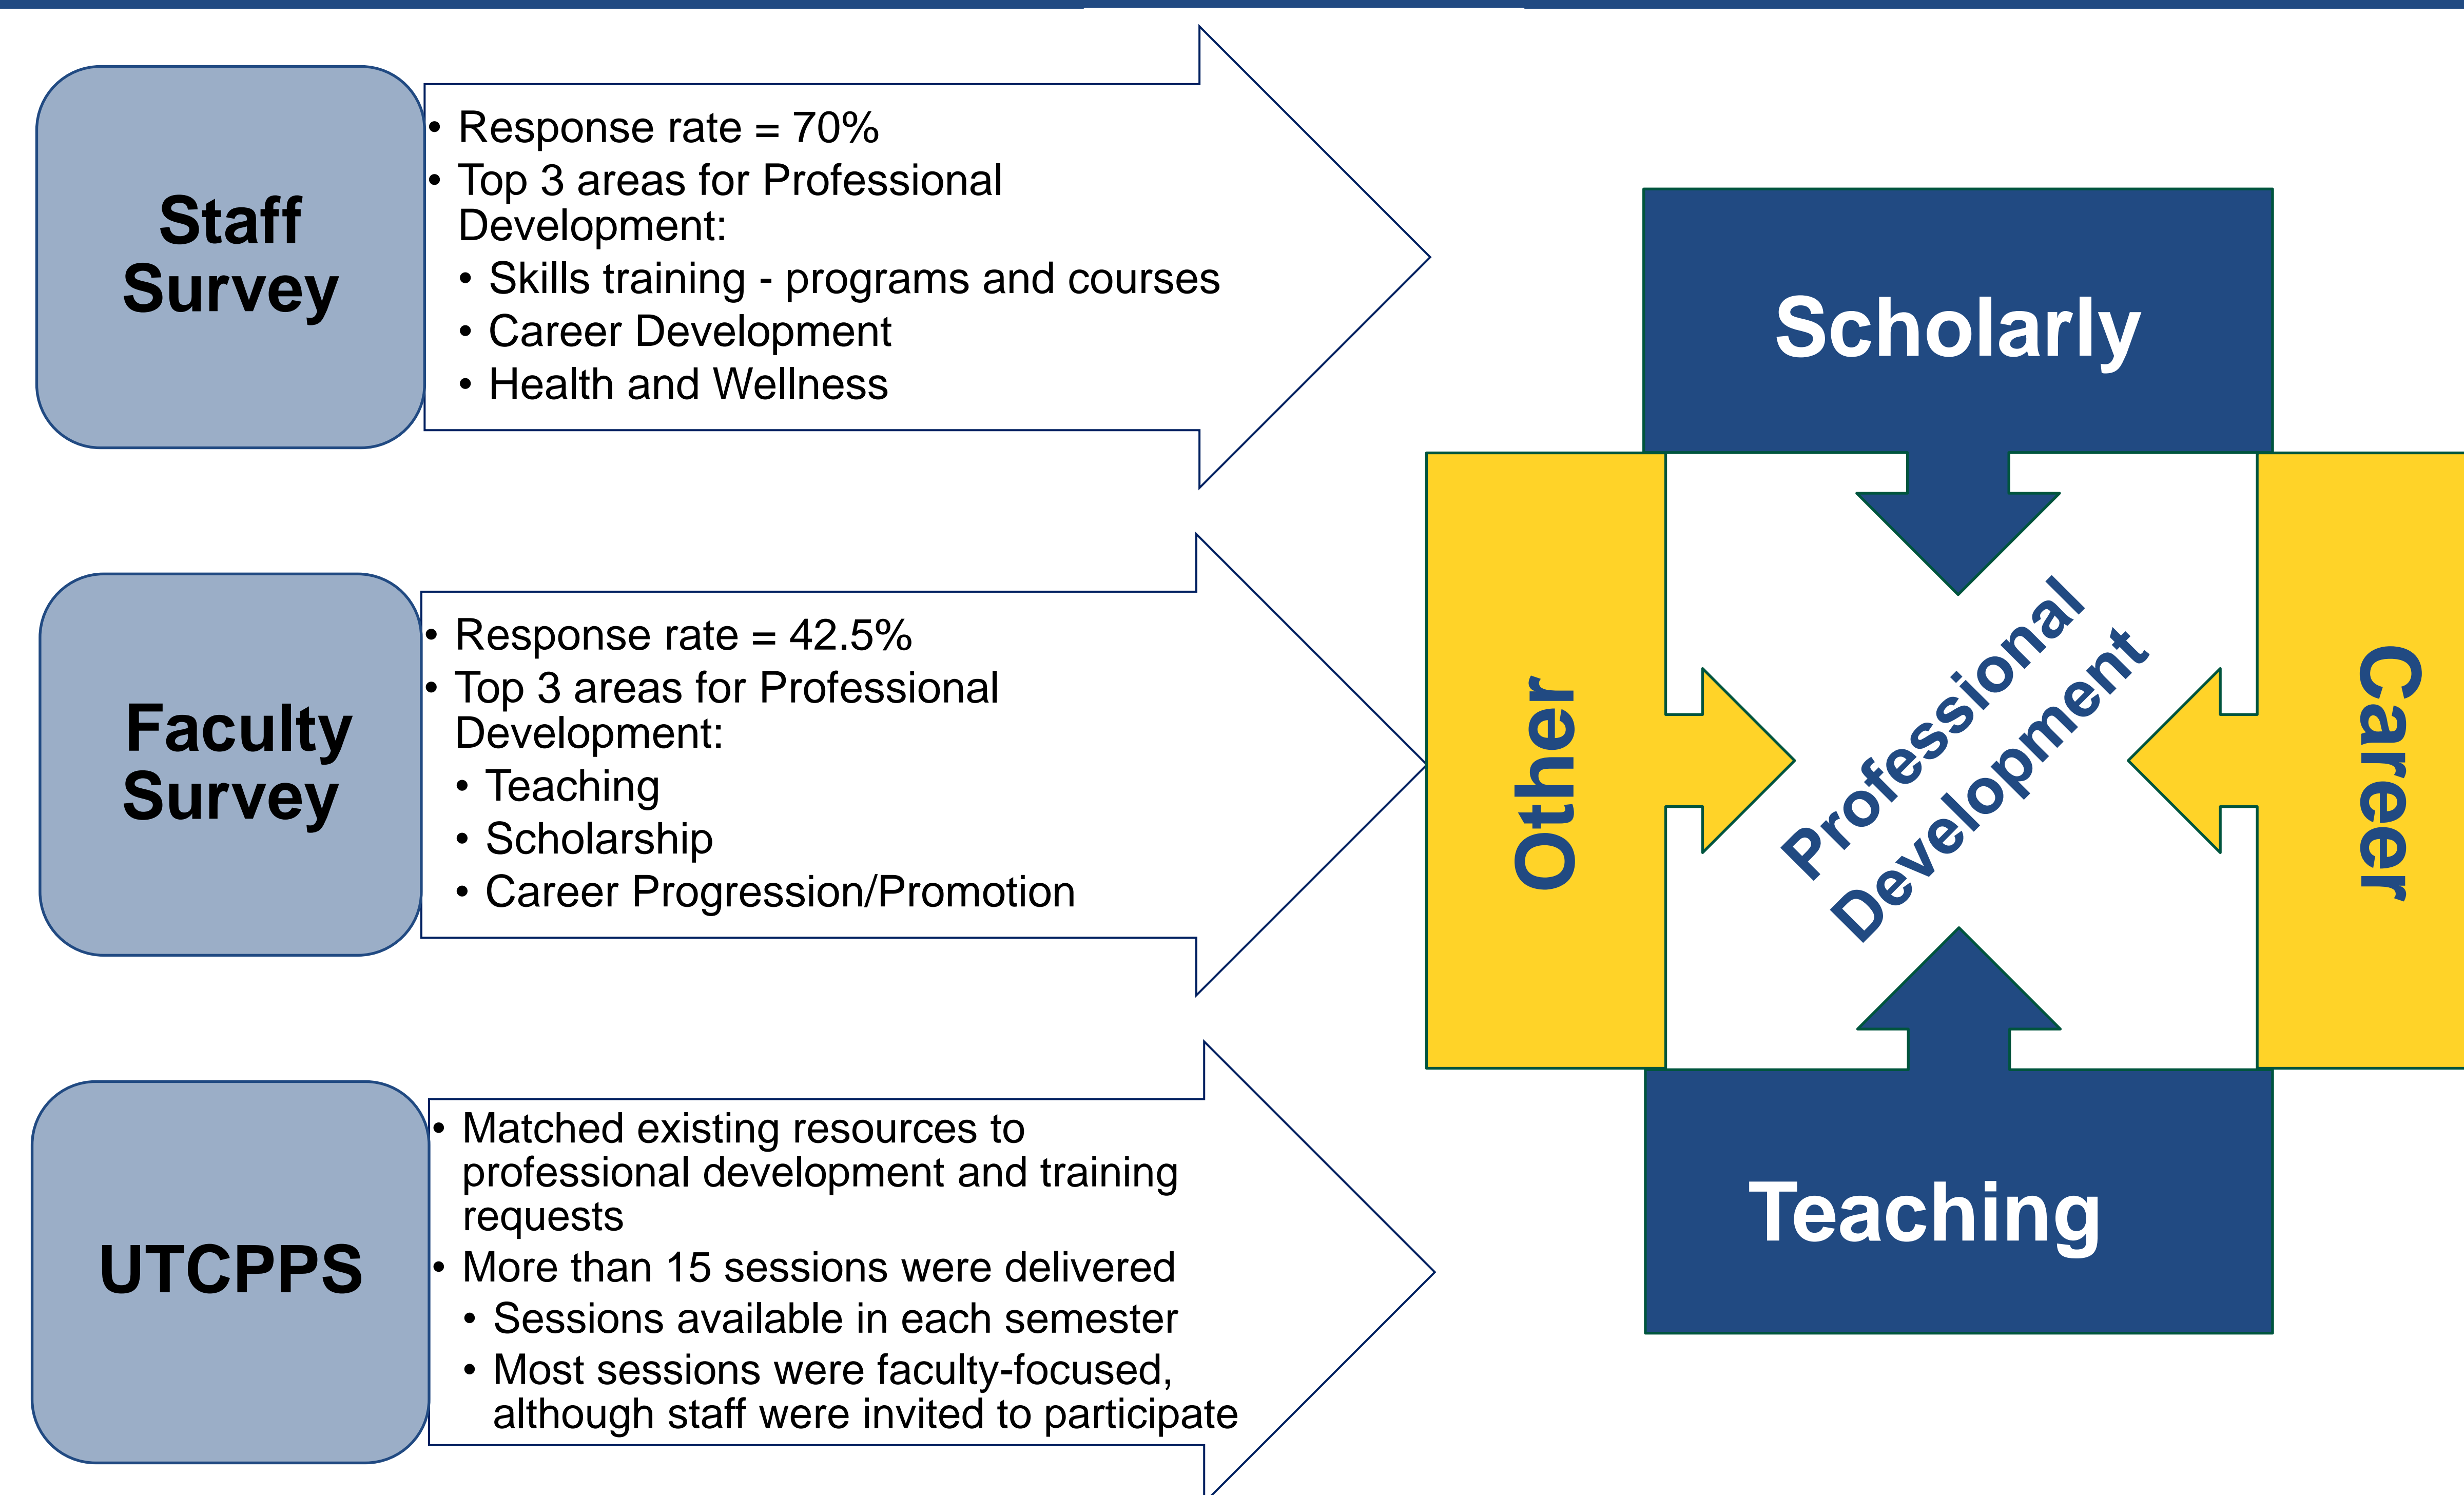 Staff
Survey
• Response rate = 70%
• Top 3 areas for Professional
Development:
• Skills training - programs and courses
• Career Development
• Health and Wellness
Faculty
Survey
• Response rate = 42.5%
• Top 3 areas for Professional
Development:
• Teaching
• Scholarship
• Career Progression/Promotion
UTCPPS
• Matched existing resources to
professional development and training
requests
• More than 15 sessions were delivered
• Sessions available in each semester
• Most sessions were faculty-focused,
although staff were invited to participate
Scholarly
Other
Professional
Development
Career
Teaching